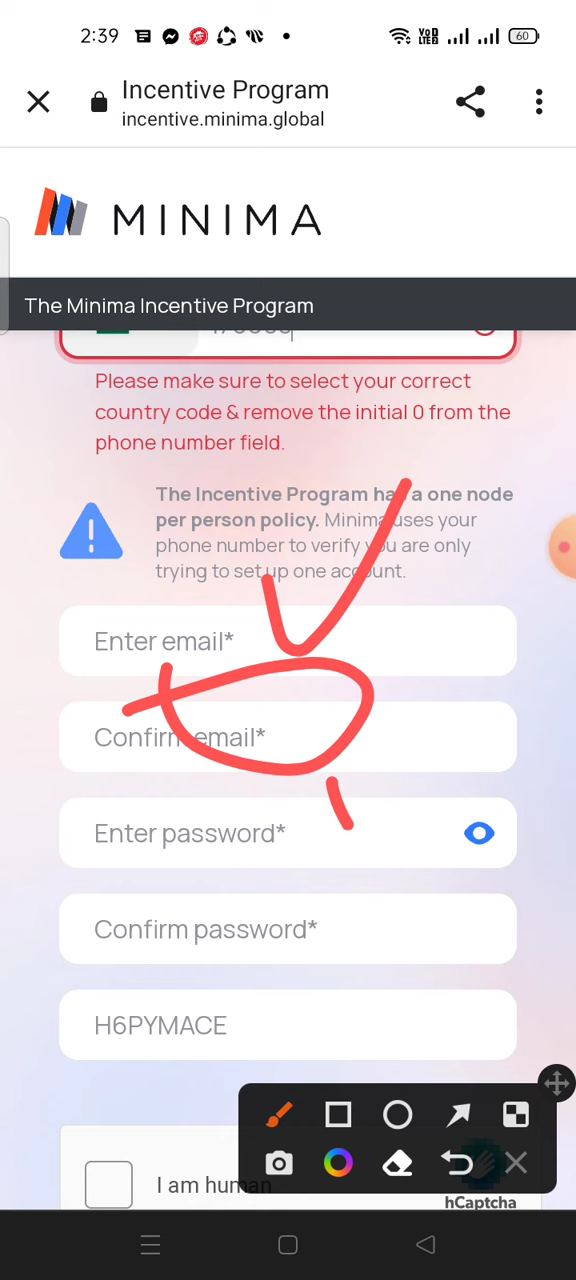 2:39
VoD
LTE2
60
Incentive Program
incentive.minima.global
MINIMA
The Minima Incentive Program
Please make sure to select your correct
country code & remove the initial 0 from the
phone number field.
The Incentive Program has a one node
per person policy. Minima uses your
phone number to verify you are only
trying to set up one account.
Enter email*
Confirm email*
Enter password*
Confirm password*
H6PYMACE
I am human
hCaptcha